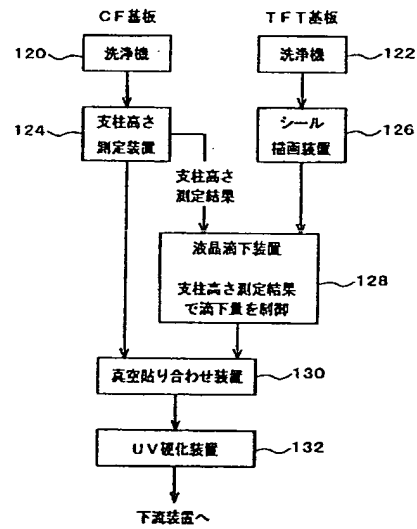 ＣＦ基板
ＴＦＴ基板
120
洗浄機
洗浄機
122
124
支柱高さ
測定装置
シール
描画装置
126
支柱高さ
測定結果
液晶滴下装置
支柱高さ測定結果
で滴下量を制御
128
真空貼り合わせ装置
130
ＵＶ硬化装置
132
下流装置へ